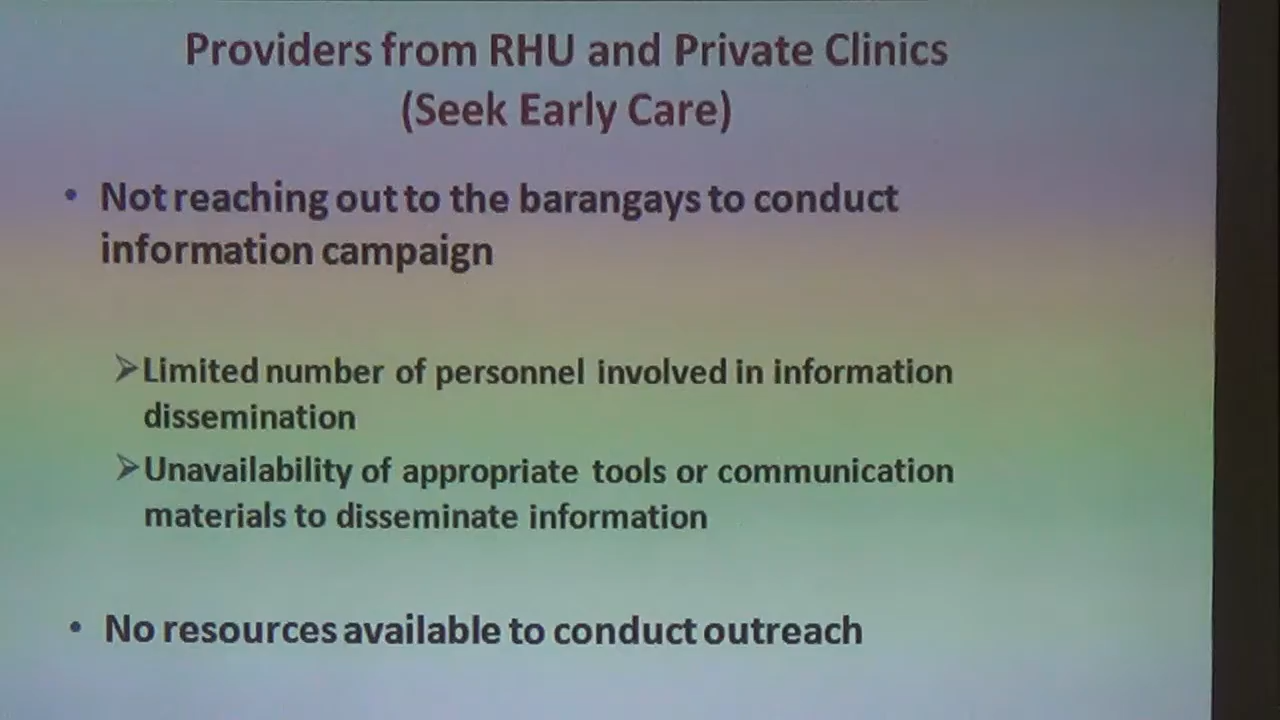 Providers from RHU and Private Clinics
(Seek Early Care)
• Not reaching out to the barangays to conduct
information campaign
➢Limited number of personnel involved in information
dissemination
➢Unavailability of appropriate tools or communication
materials to disseminate information
• No resources available to conduct outreach